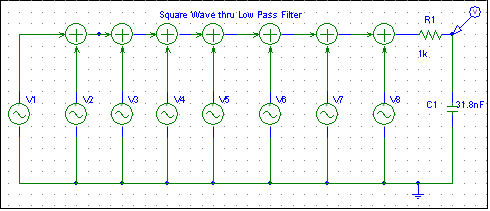 Square Wave thru Low Pass Filter
V
R1
1k
V1 V2 V3 V4 V5 V6 V7 V8
C1 31.8nF